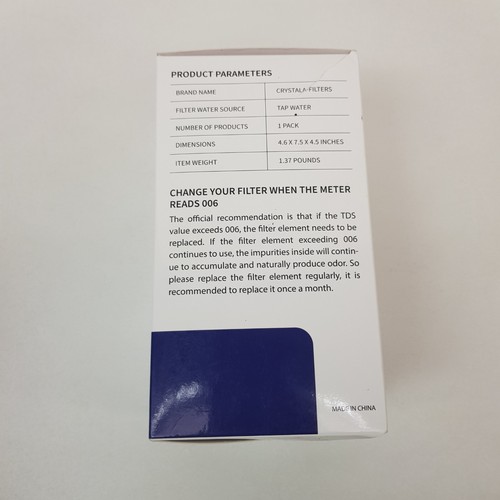 PRODUCT PARAMETERS
BRAND NAME CRYSTALA-FILTERS
FILTER WATER SOURCE TAP WATER
NUMBER OF PRODUCTS 1 PACK
DIMENSIONS 4.6 X 7.5 X 4.5 INCHES
ITEM WEIGHT 1.37 POUNDS
CHANGE YOUR FILTER WHEN THE METER
READS 006
The official recommendation is that if the TDS
value exceeds 006, the filter element needs to be
replaced. If the filter element exceeding 006
continues to use, the impurities inside will contin-
ue to accumulate and naturally produce odor. So
please replace the filter element regularly, it is
recommended to replace it once a month.
MADE IN CHINA